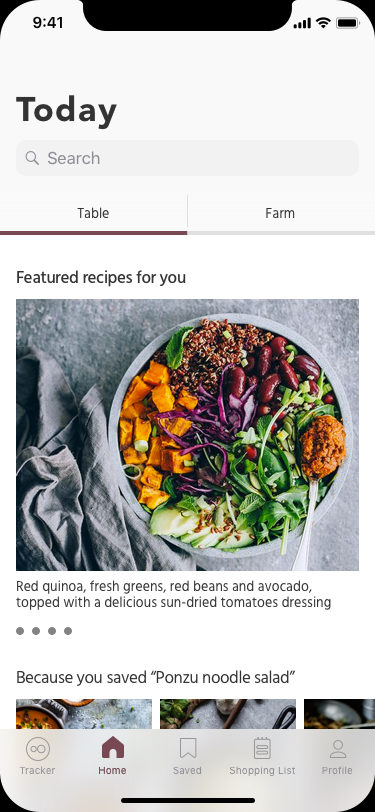 9:41
Today
Search
Table
Farm
Featured recipes for you
Red quinoa, fresh greens, red beans and avocado,
topped with a delicious sun-dried tomatoes dressing
Because you saved “Ponzu noodle salad”
Tracker
Home
Saved
Shopping List
Profile